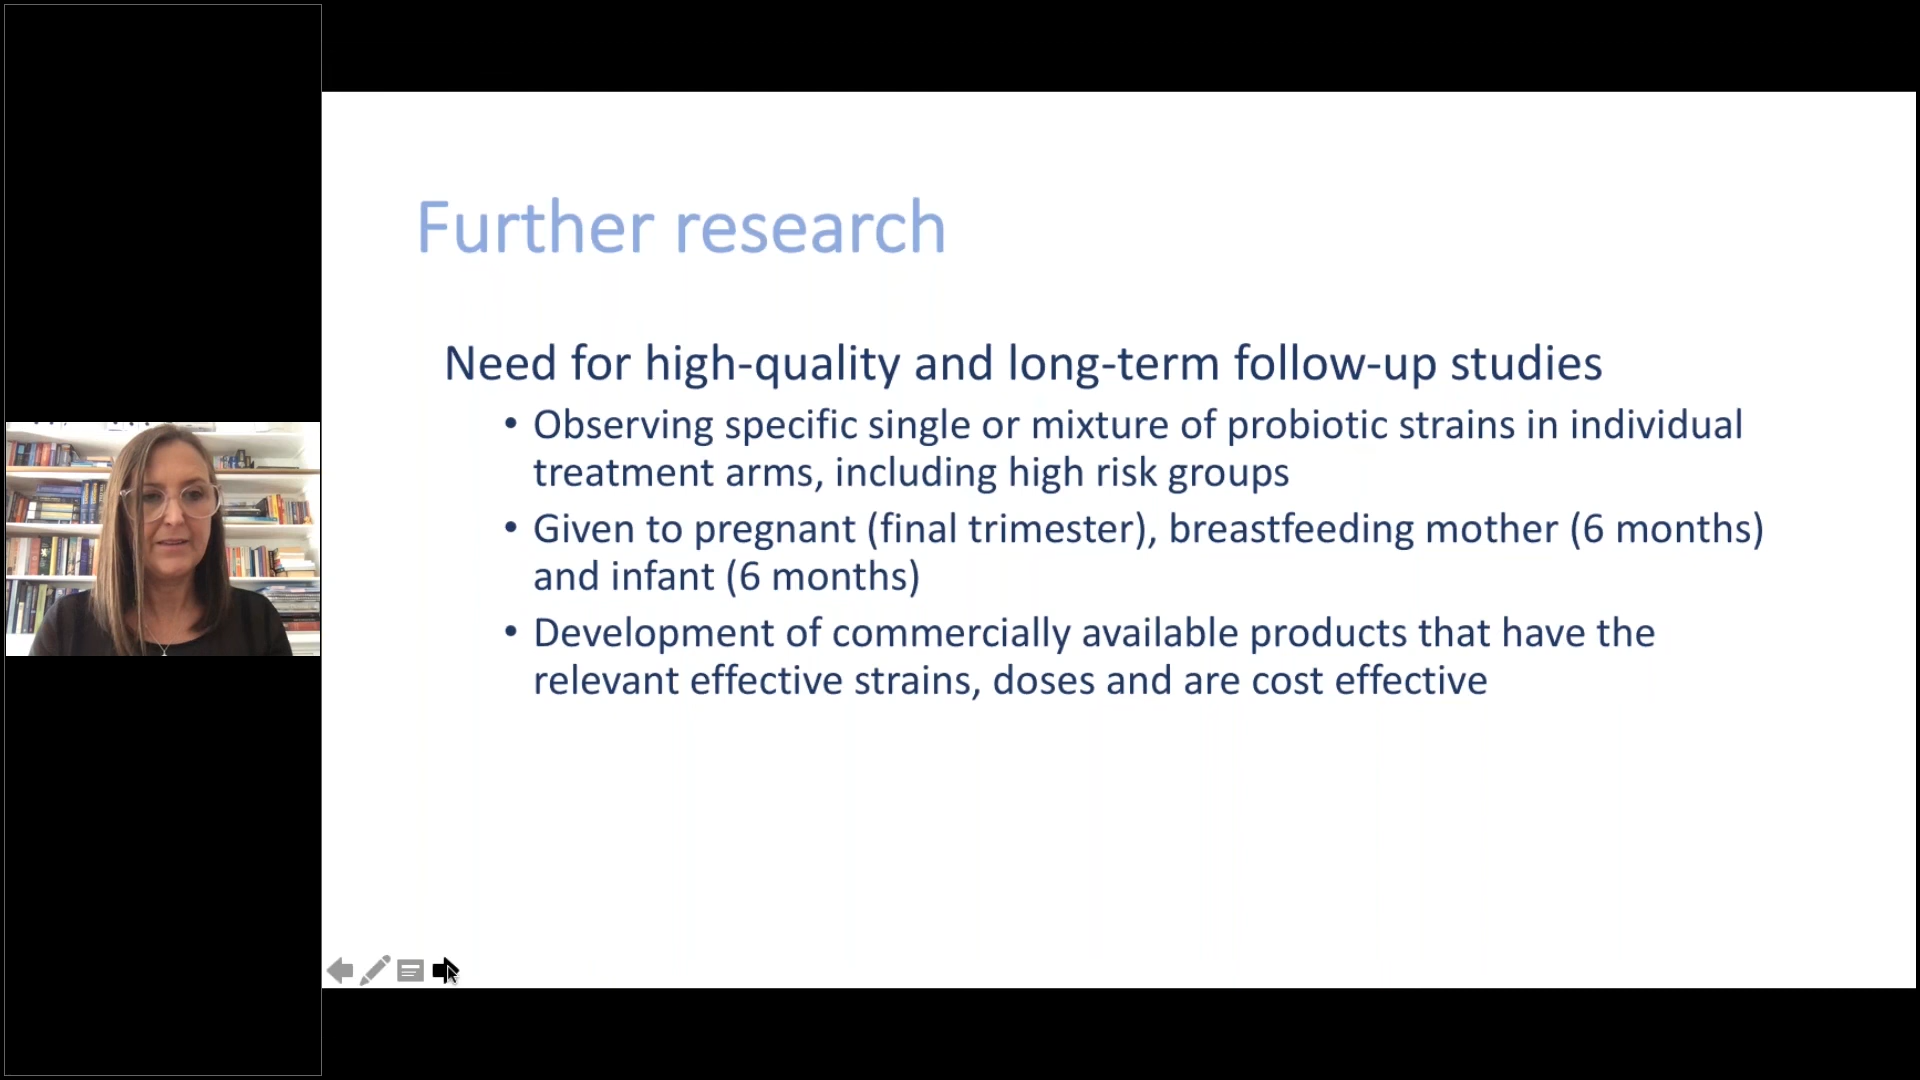 Further research
Need for high-quality and long-term follow-up studies
• Observing specific single or mixture of probiotic strains in individual
treatment arms, including high risk groups
• Given to pregnant (final trimester), breastfeeding mother (6 months)
and infant (6 months)
• Development of commercially available products that have the
relevant effective strains, doses and are cost effective